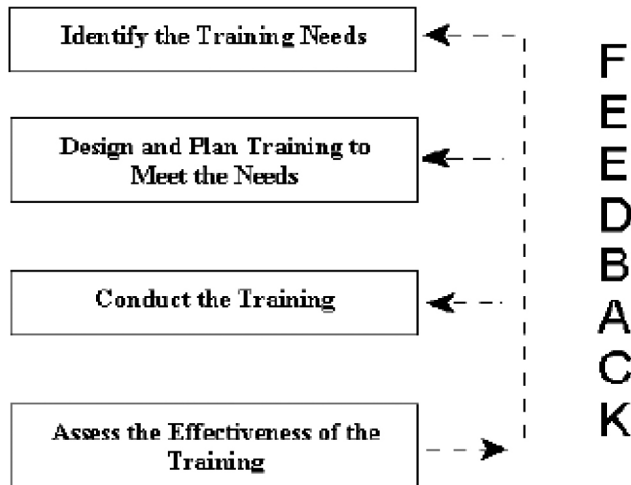 Identify the Training Needs
Design and Plan Training to
Meet the Needs
Conduct the Training
Assess the Effectiveness of the
Training
F
E
E
D
B
A
C
K